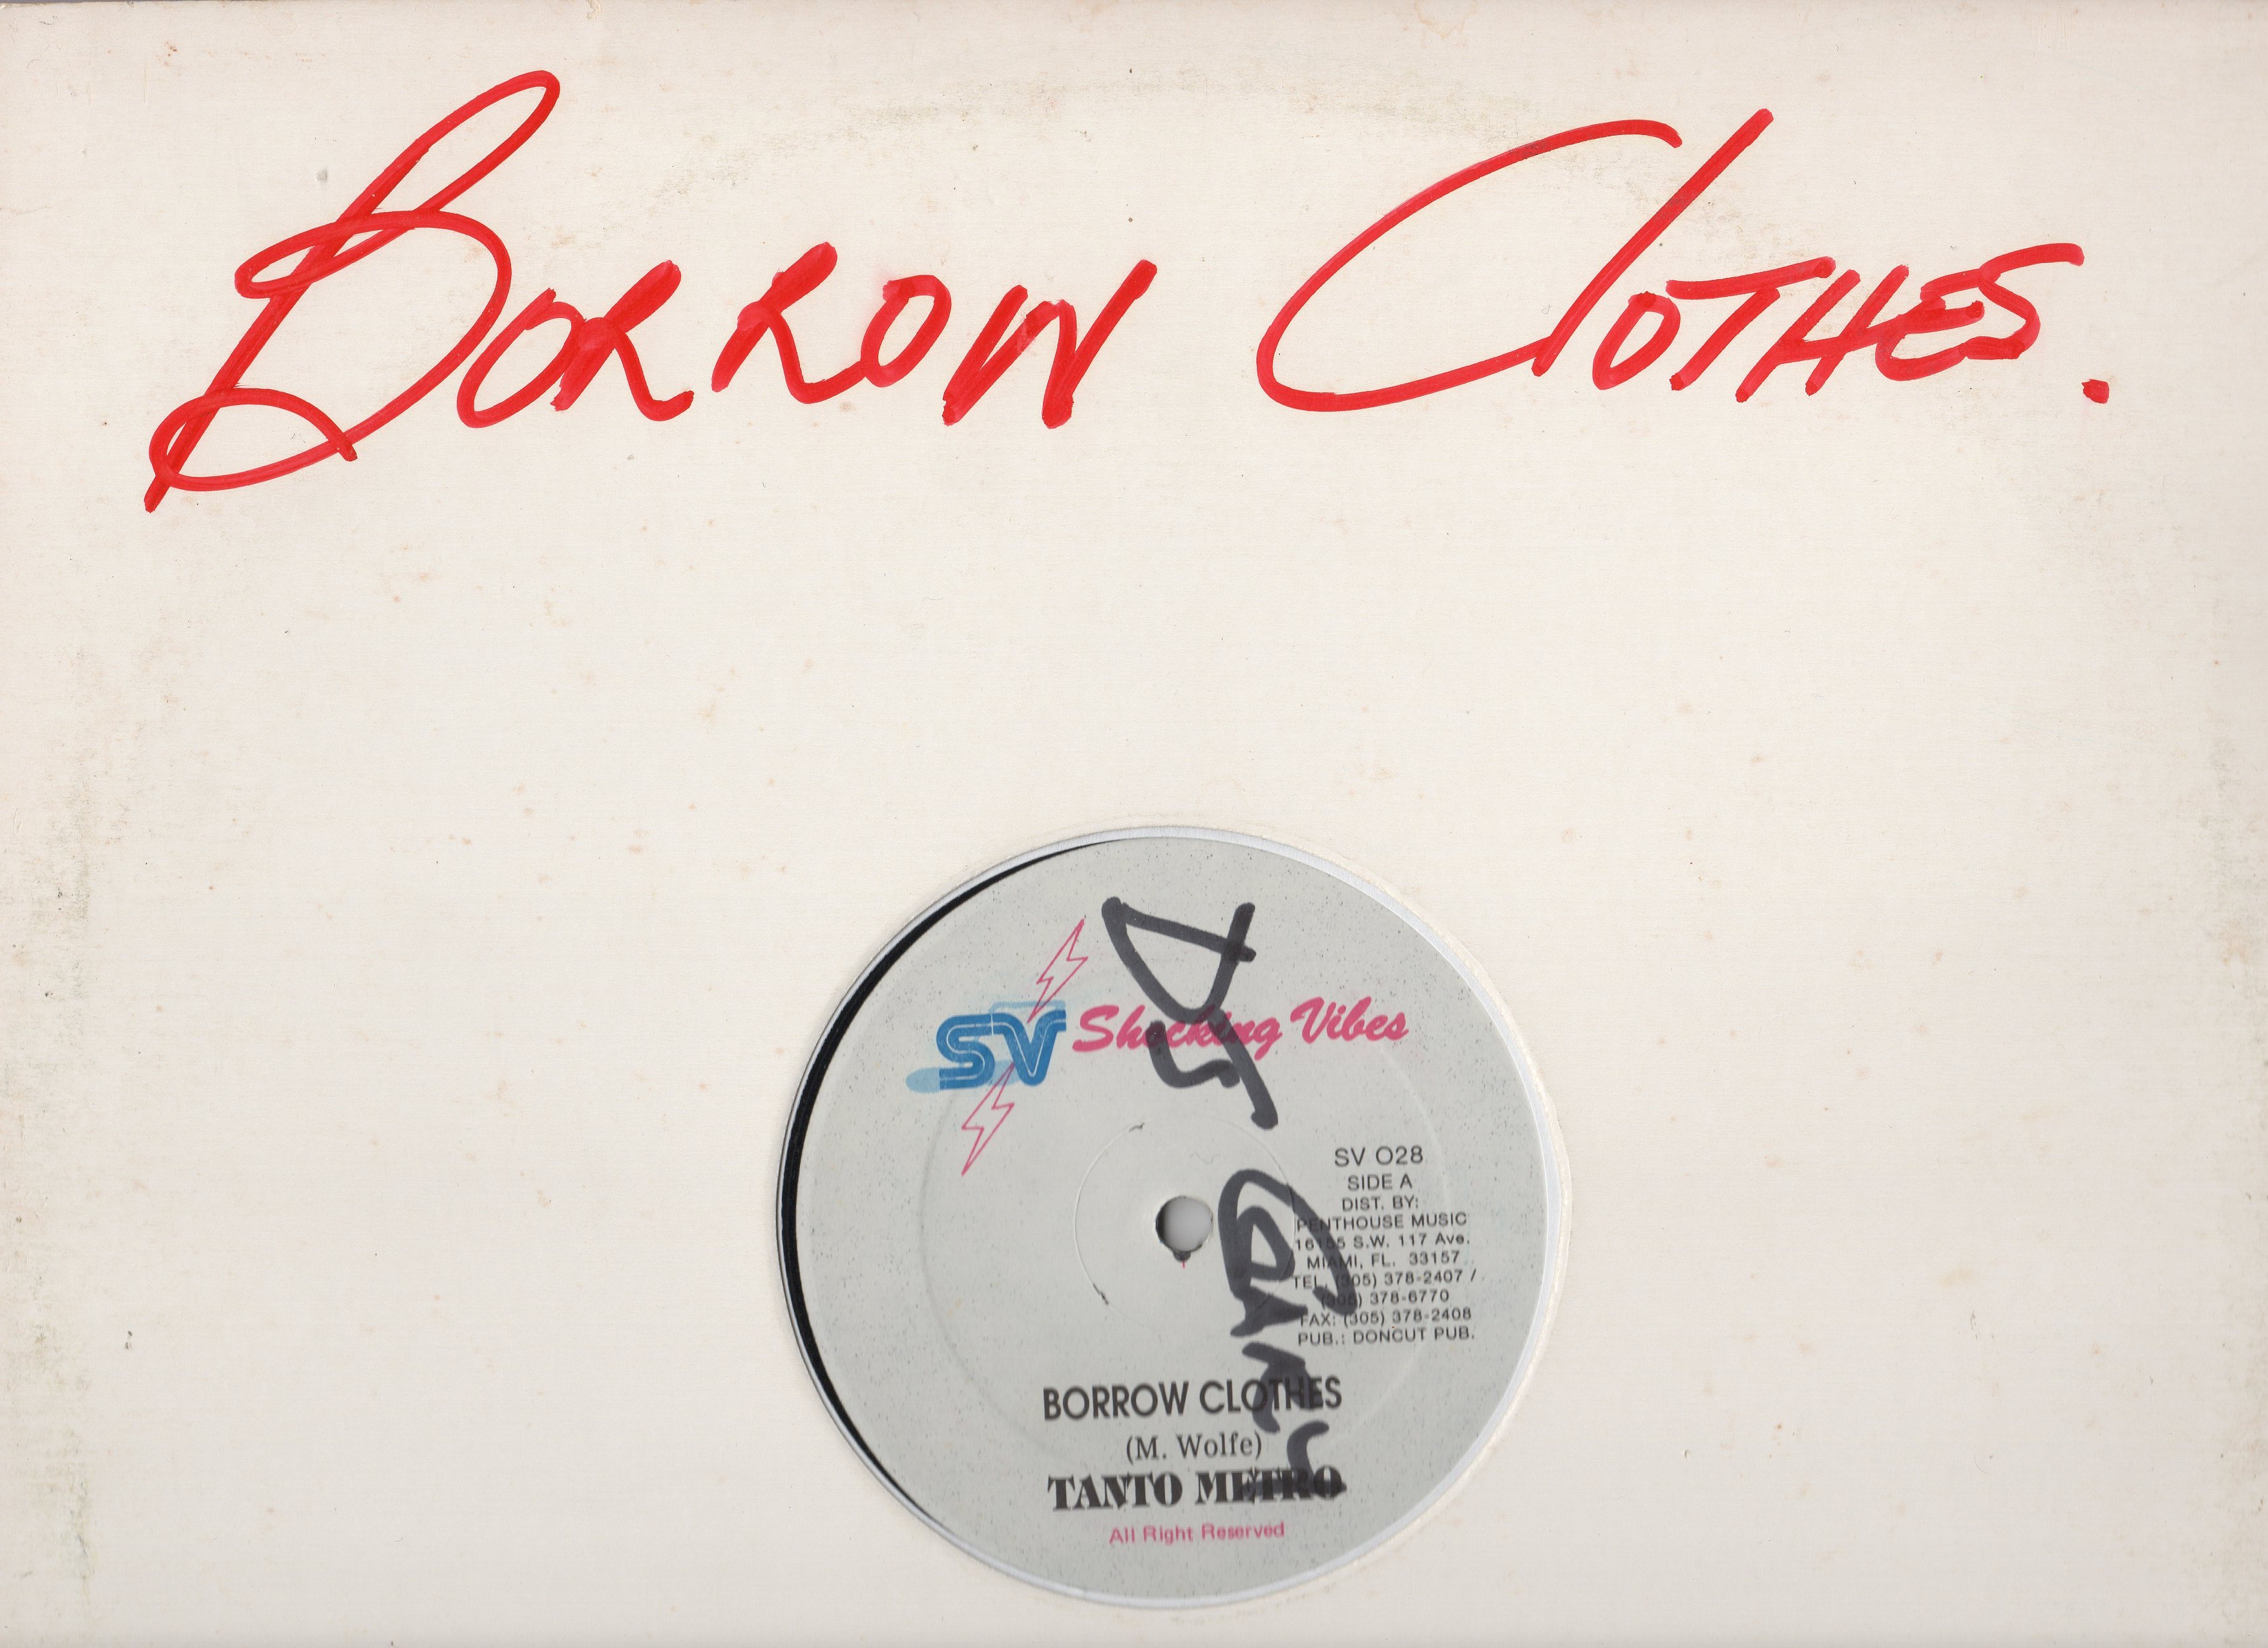 BORROW CLOTHES.
SV Shocking Vibes
SV 028
SIDE A
DIST. BY:
PENTHOUSE MUSIC
16155 S.W. 117 Ave.
MIAMI, FL. 33157
TEL. (305) 378-2407 /
(305) 378-6770
FAX: (305) 378-2408
PUB.: DONCUT PUB.
BORROW CLOTHES
(M. Wolfe)
TANTO METRO
All Right Reserved